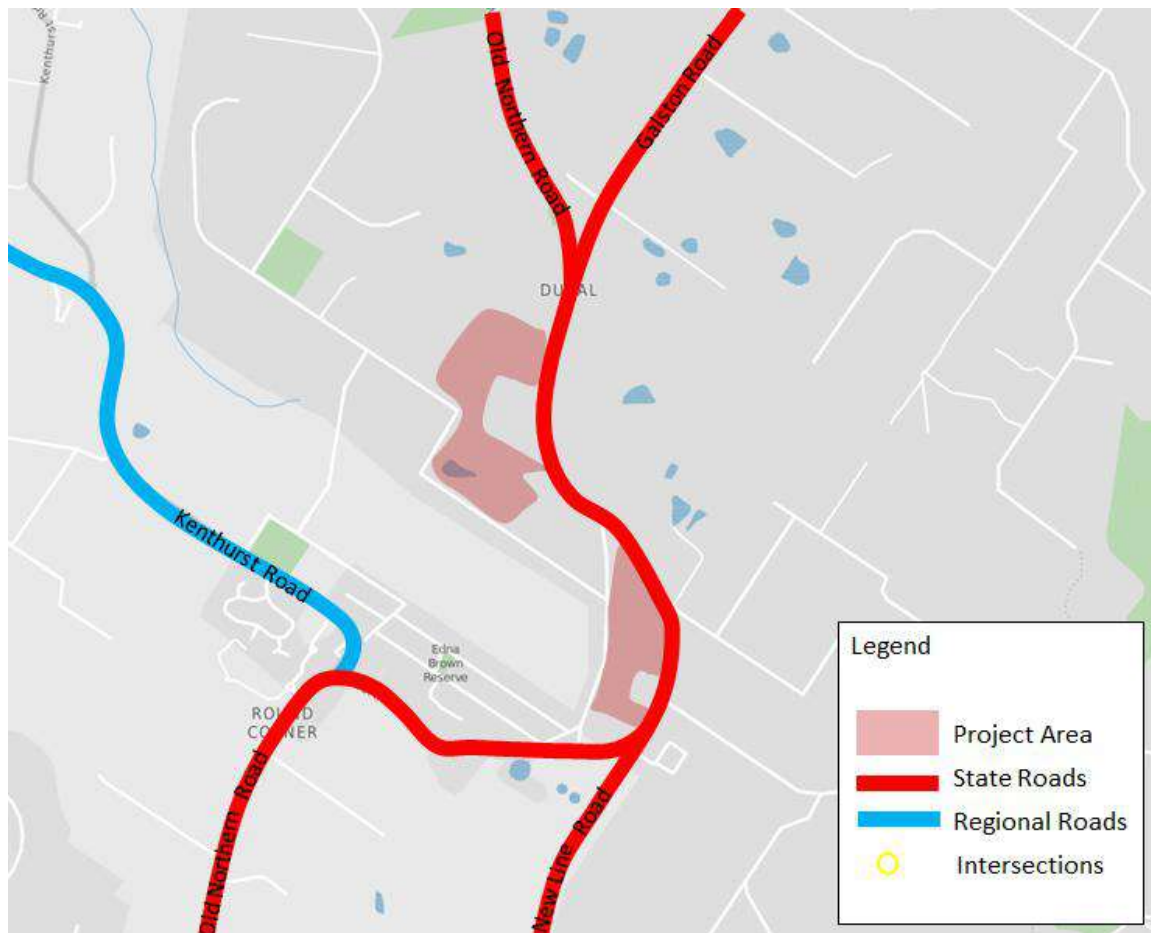 Kenthurst
Old Northern Road
Galston Road
DURAL
Kenthurst Road
Edna
Brown
Reserve
ROUND
CORNER
Old Northern Road
New Line Road
Legend
Project Area
State Roads
Regional Roads
Intersections